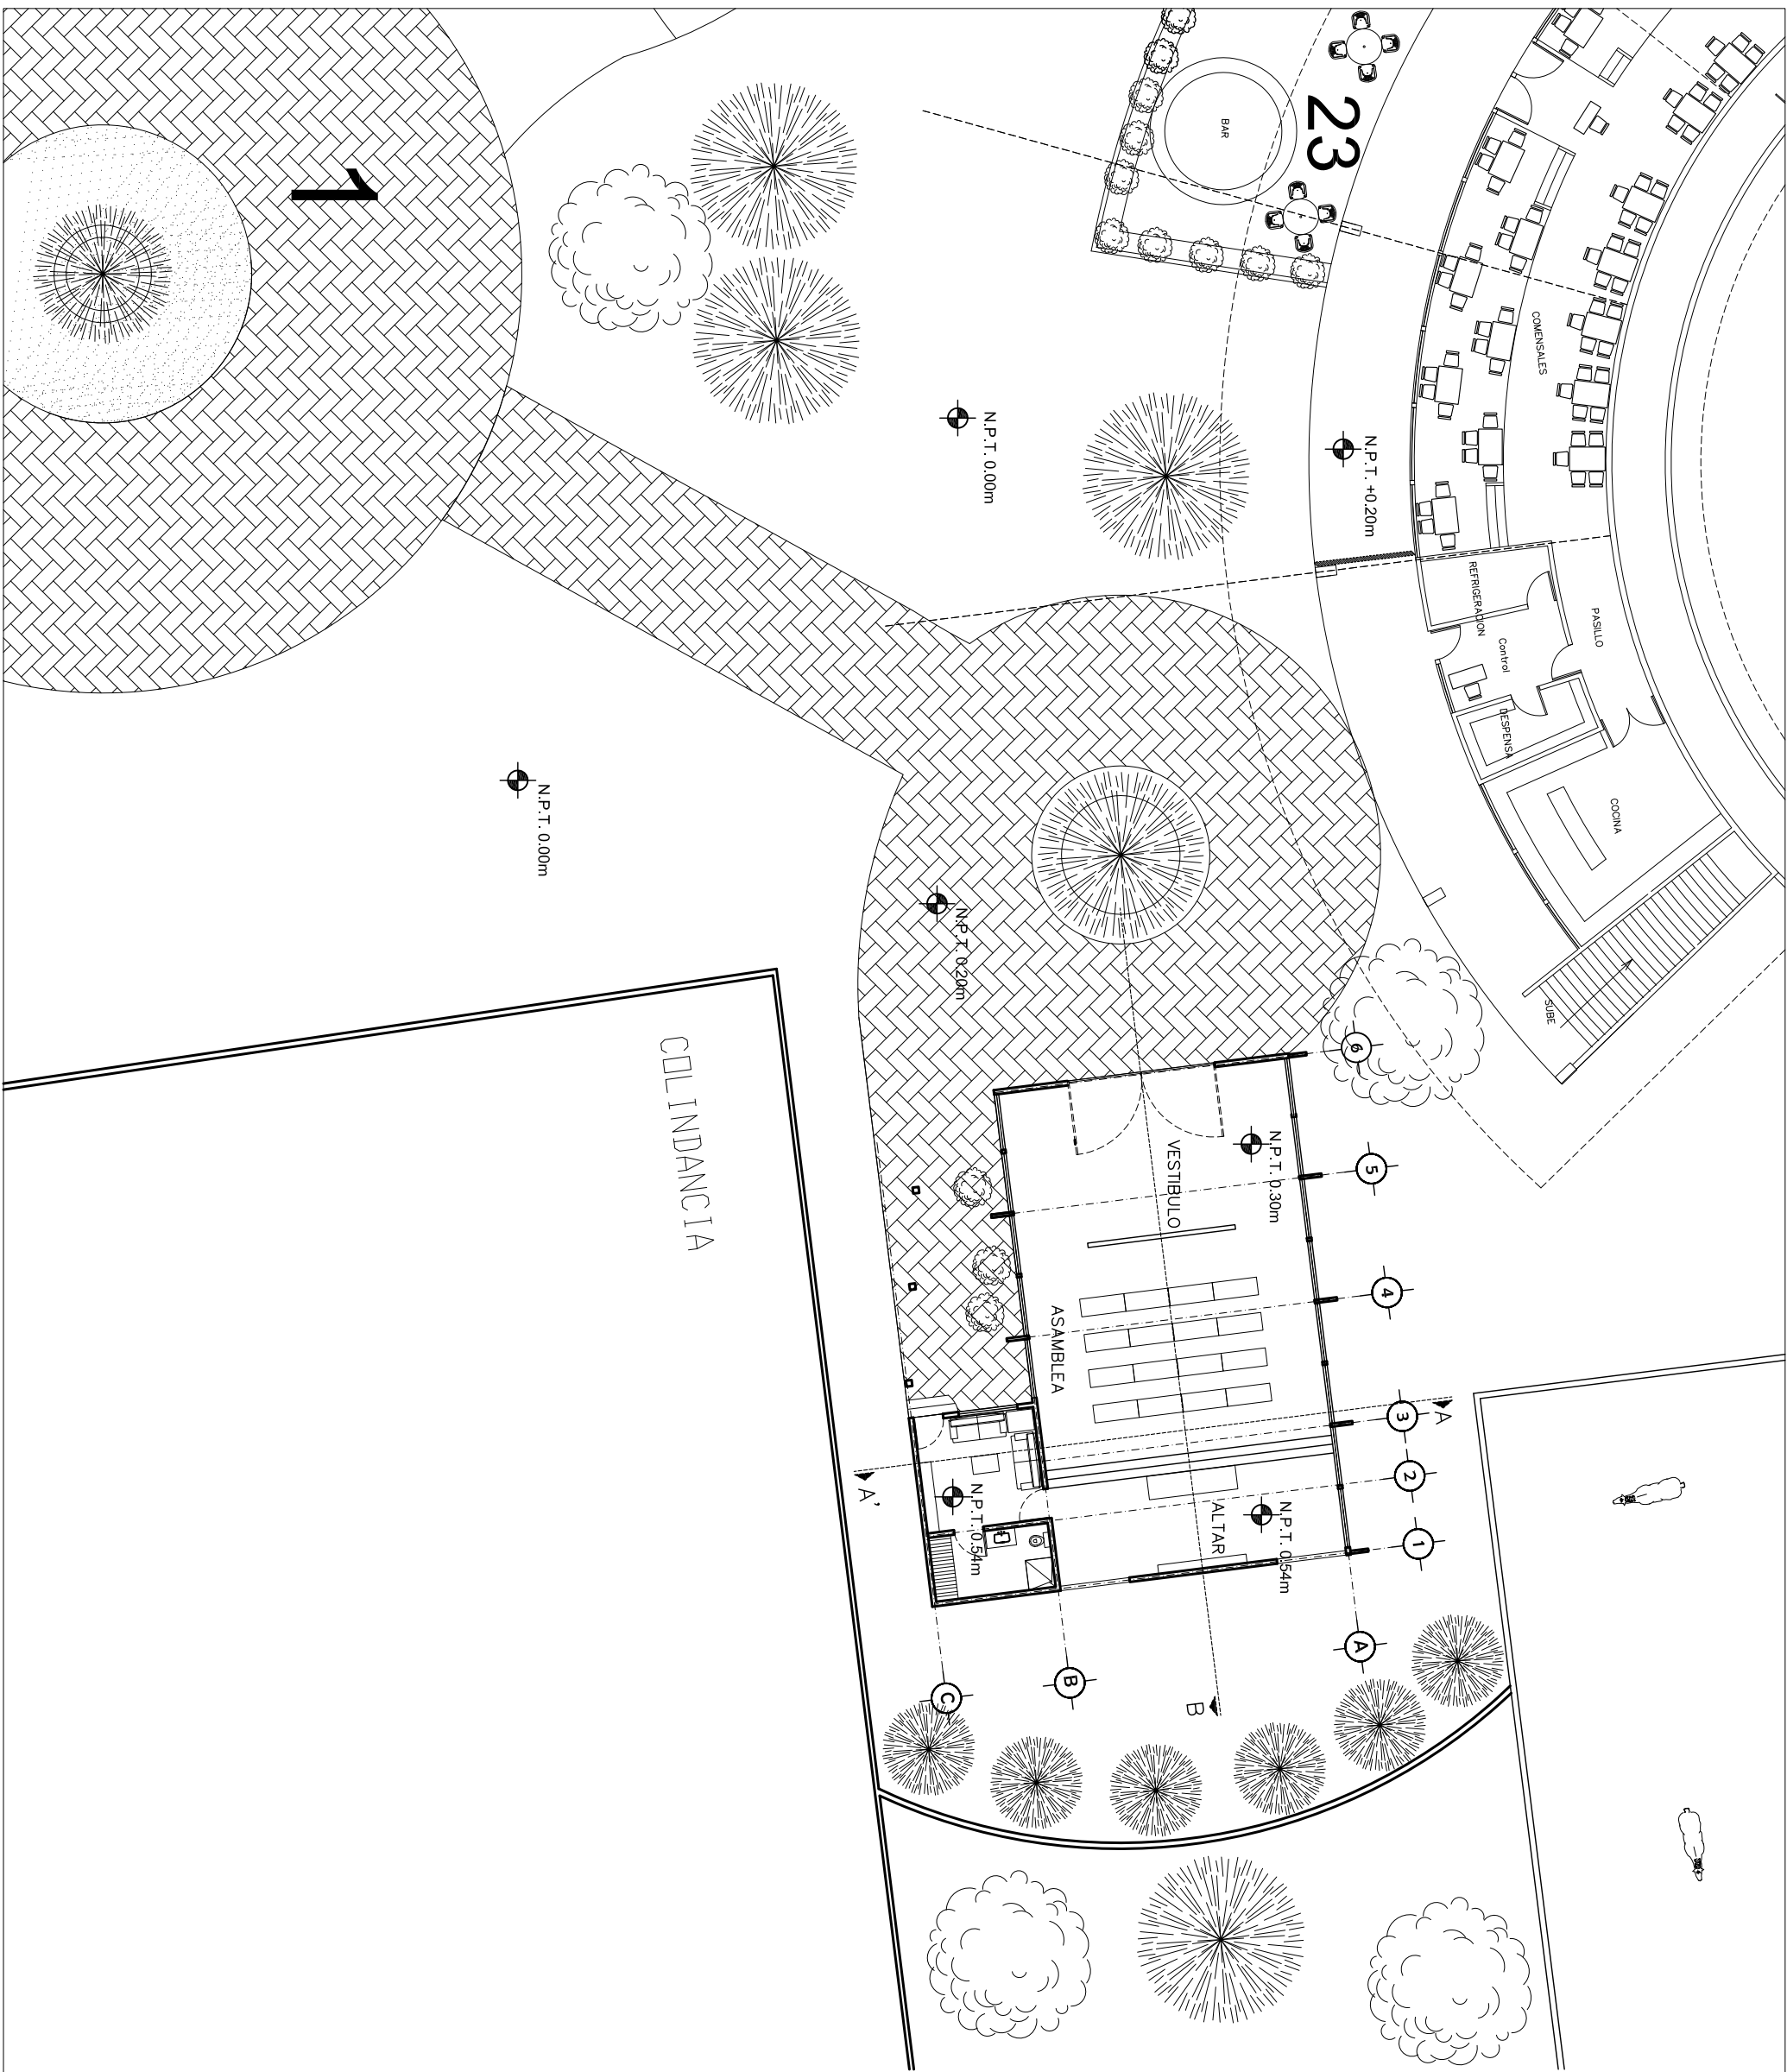 1
23
BAR
COMENSALES
N.P.T. 0.00m
N.P.T. +0.20m
REFRIGERACION
Control
PASILLO
DESPENSA
COCINA
SUBE
N.P.T. 0.00m
N.P.T. 0.20m
COLINDANCIA
6
5
4
3
2
1
N.P.T. 0.30m
VESTIBULO
ASAMBLEA
A
A'
N.P.T. 0.54m
ALTAR
N.P.T. 0.54m
A
B
C
B